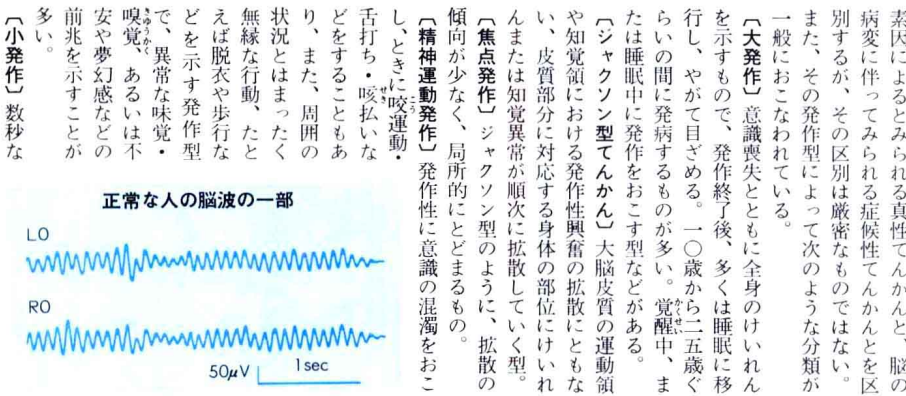 素因によるとみられる真性てんかんと、脳の
病変に伴ってみられる症候性てんかんとを区
別するが、その区別は厳密なものではない。
また、その発作型によって次のような分類が
一般におこなわれている。
〔大発作〕 意識喪失とともに全身のけいれん
を示すもので、発作終了後、多くは睡眠に移
行し、やがて目ざめる。一〇歳から二五歳ぐ
らいの間に発病するものが多い。覚醒中、ま
たは睡眠中に発作をおこす型などがある。
〔ジャクソン型てんかん〕 大脳皮質の運動領
や知覚領における発作性興奮の拡散にともな
い、皮質部分に対応する身体の部位にけいれ
んまたは知覚異常が順次に拡散していく型。
〔焦点発作〕 ジャクソン型のように、拡散の
傾向が少なく、局所的にとどまるもの。
〔精神運動発作〕 発作性に意識の混濁をおこ
し、ときに咬運動・
舌打ち・咳払いな
どをすることもあ
り、また、周囲の
状況とはまったく
無縁な行動、たと
えば脱衣や歩行な
どを示す発作型
で、異常な味覚・
嗅覚、あるいは不
安や夢幻感などの
前兆を示すことが
多い。
〔小発作〕 数秒な
正常な人の脳波の一部
LO
RO
50μV
1sec